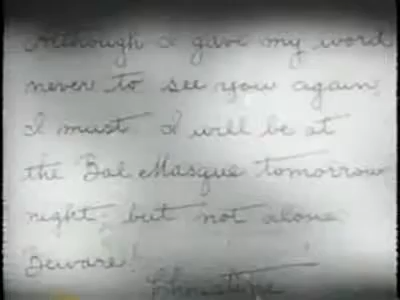 Although I gave my word
never to see you again,
I must. I will be at
the Bal Masque tomorrow
night, but not alone.
Beware!
Christine